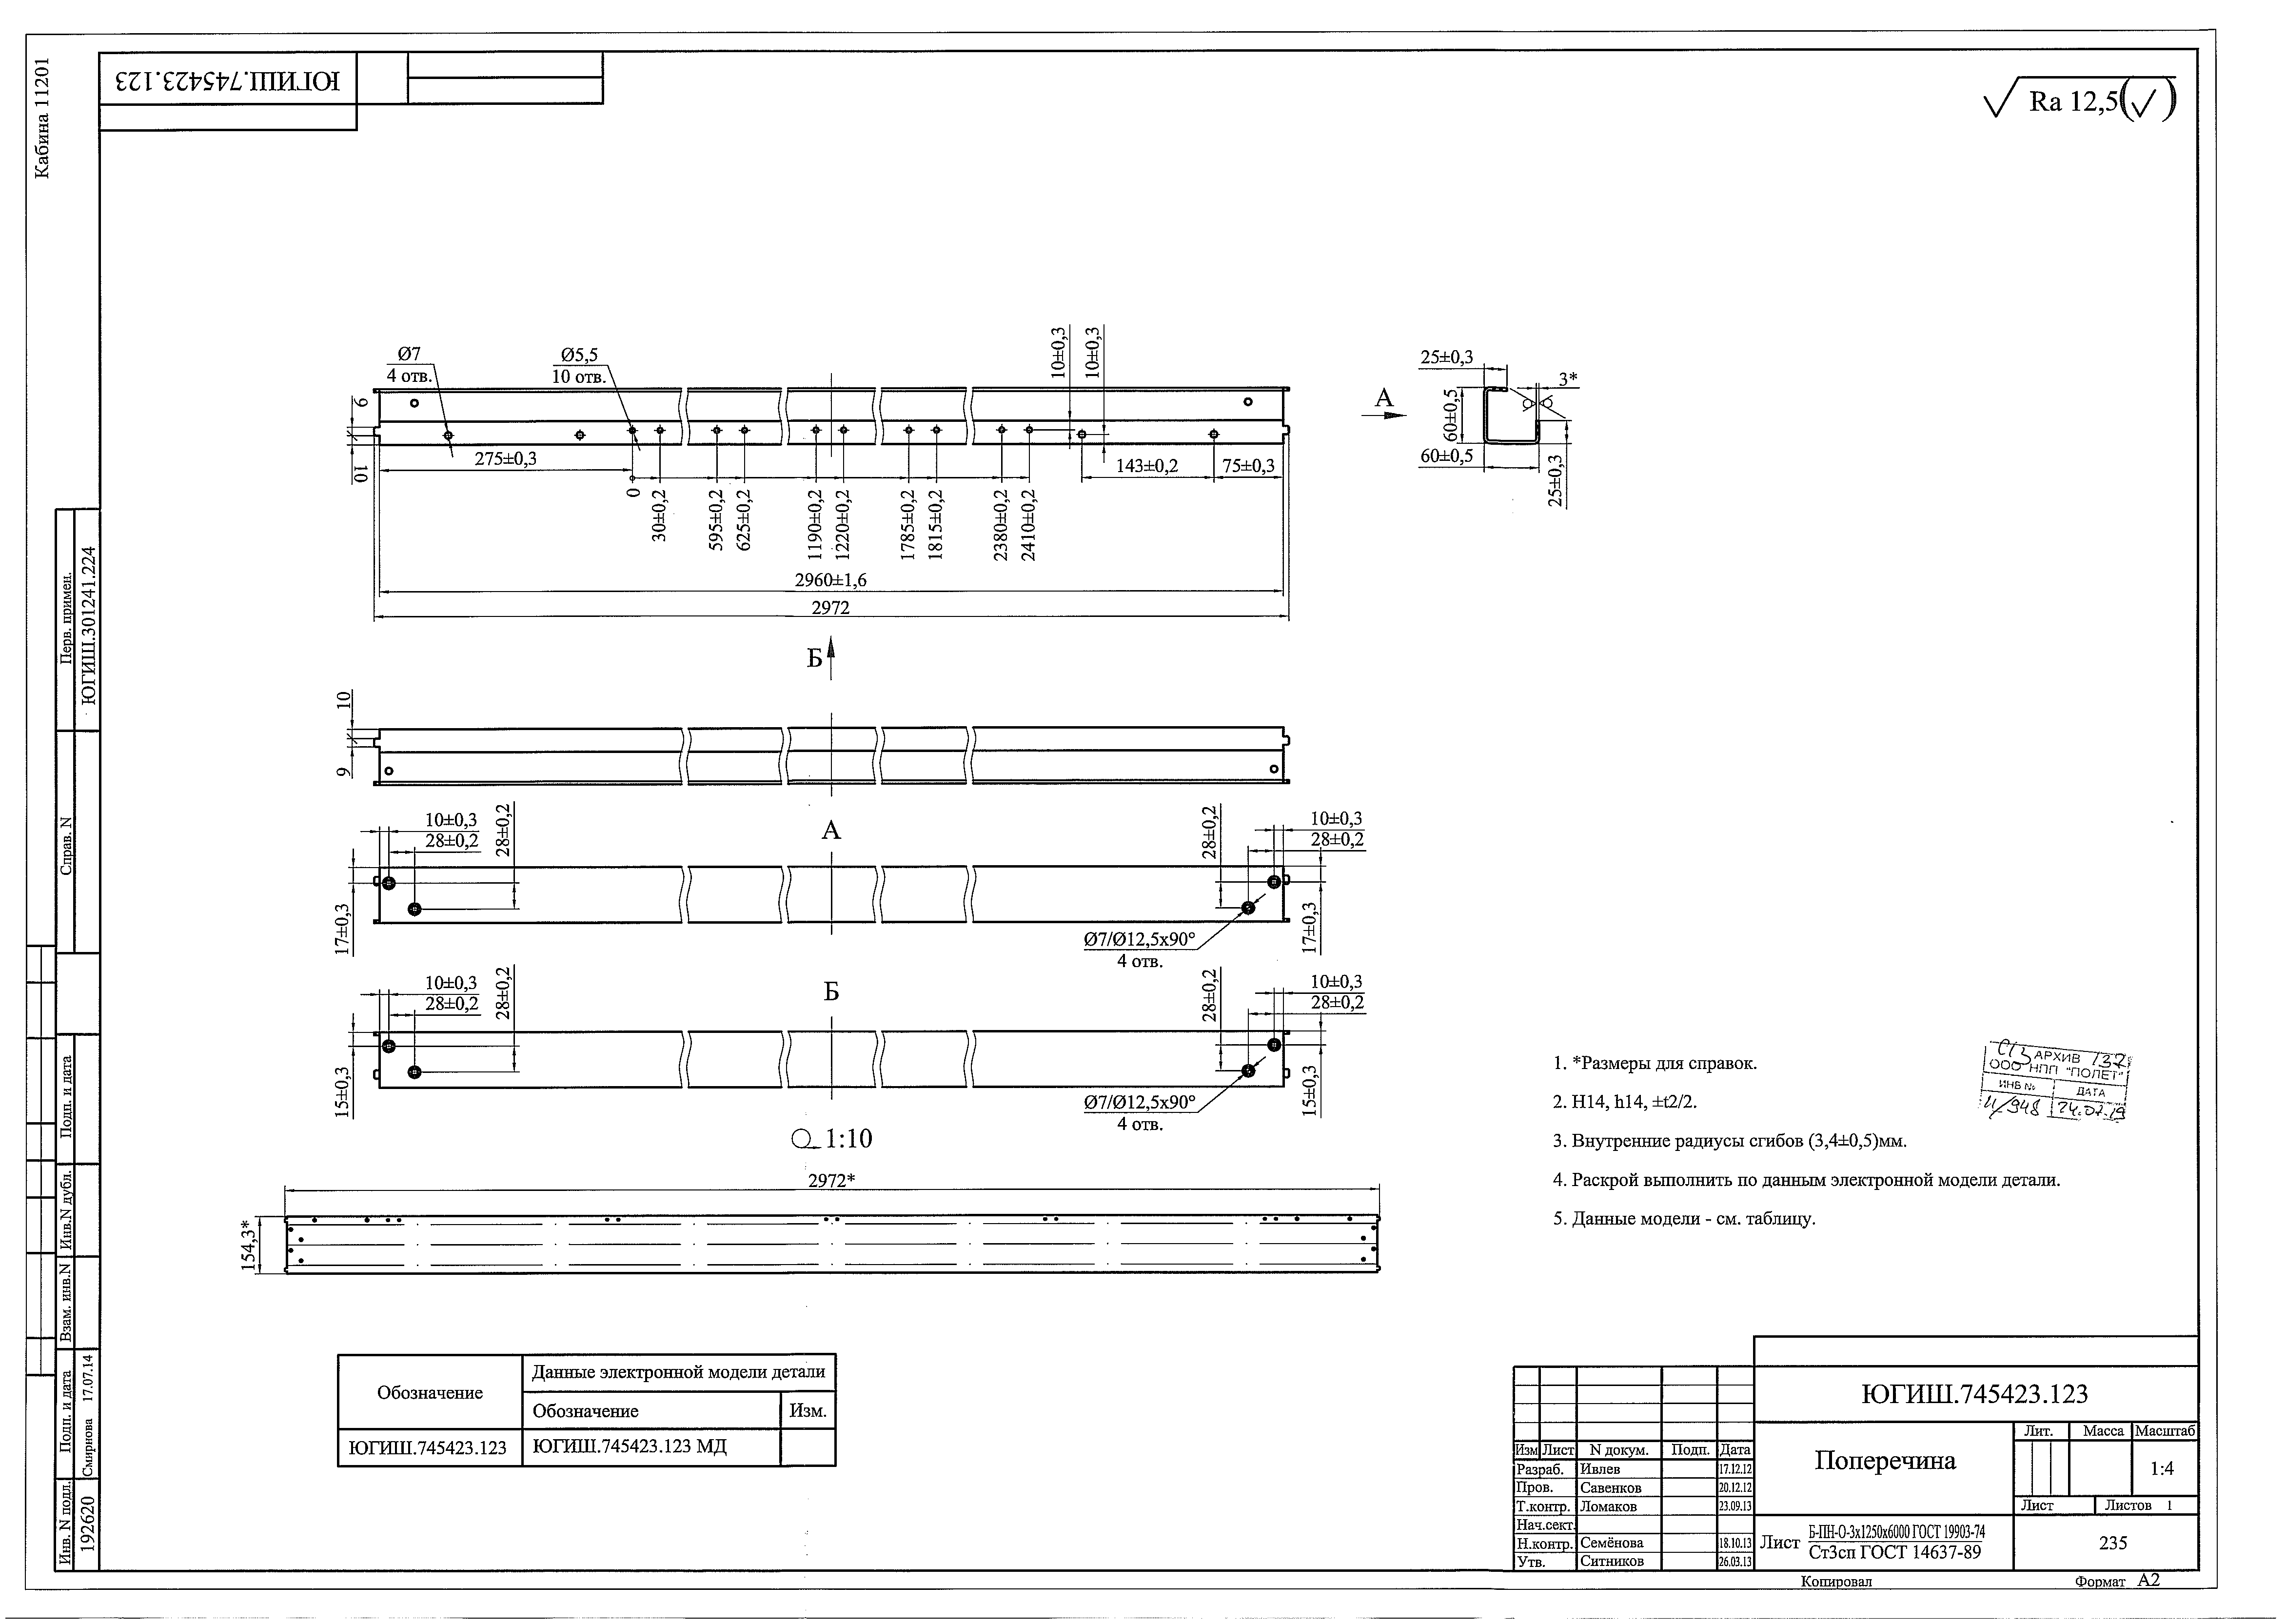 Кабина 11201
ЮГИШ.745423.123
Ra 12,5
Перв. примен.
ЮГИШ.301241.224
Справ. N
Подп. и дата
Инв.N дубл.
Взам. инв.N
Подп. и дата
Смирнова 17.07.14
Инв. N подл.
192620
Ø7
4 отв.
Ø5,5
10 отв.
10±0,3
10±0,3
9
10
275±0,3
143±0,2
75±0,3
0
30±0,2
595±0,2
625±0,2
1190±0,2
1220±0,2
1785±0,2
1815±0,2
2380±0,2
2410±0,2
2960±1,6
2972
А
25±0,3
3*
60±0,5
60±0,5
25±0,3
Б
10
9
А
10±0,3
28±0,2
28±0,2
17±0,3
28±0,2
10±0,3
28±0,2
17±0,3
Ø7/Ø12,5x90°
4 отв.
Б
10±0,3
28±0,2
28±0,2
15±0,3
28±0,2
10±0,3
28±0,2
15±0,3
Ø7/Ø12,5x90°
4 отв.
1:10
2972*
154,3*
1. *Размеры для справок.
2. H14, h14, ±t2/2.
3. Внутренние радиусы сгибов (3,4±0,5)мм.
4. Раскрой выполнить по данным электронной модели детали.
5. Данные модели - см. таблицу.
АРХИВ 137
ООО НПП "ПОЛЕТ"
ИНВ № ДАТА
24.07.19
Обозначение
Данные электронной модели детали
Обозначение Изм.
ЮГИШ.745423.123 ЮГИШ.745423.123 МД
ЮГИШ.745423.123
Изм Лист N докум. Подп. Дата
Разраб. Ивлев 17.12.12
Пров. Савенков 20.12.12
Т.контр. Ломаков 23.09.13
Нач.сект.
Н.контр. Семёнова 18.10.13
Утв. Ситников 26.03.13
Поперечина
Лит. Масса Масштаб
1:4
Лист Листов 1
Лист Б-ПН-О-3x1250x6000 ГОСТ 19903-74
Ст3сп ГОСТ 14637-89
235
Копировал Формат А2